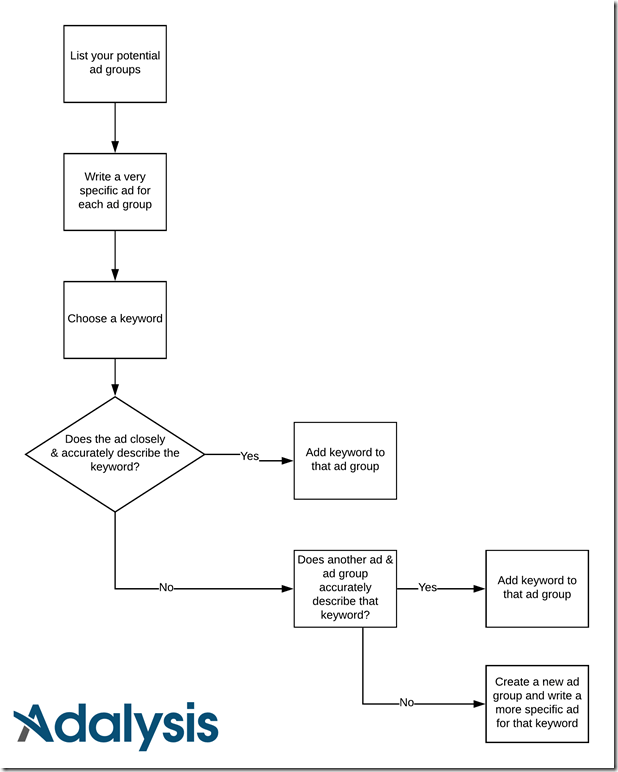 List your potential
ad groups
Write a very
specific ad for
each ad group
Choose a keyword
Does the ad closely
& accurately describe the
keyword?
Yes
Add keyword to
that ad group
No
Does another ad &
ad group
accurately
describe that
keyword?
Yes
Add keyword to
that ad group
No
Create a new ad
group and write a
more specific ad
for that keyword
Adalysis